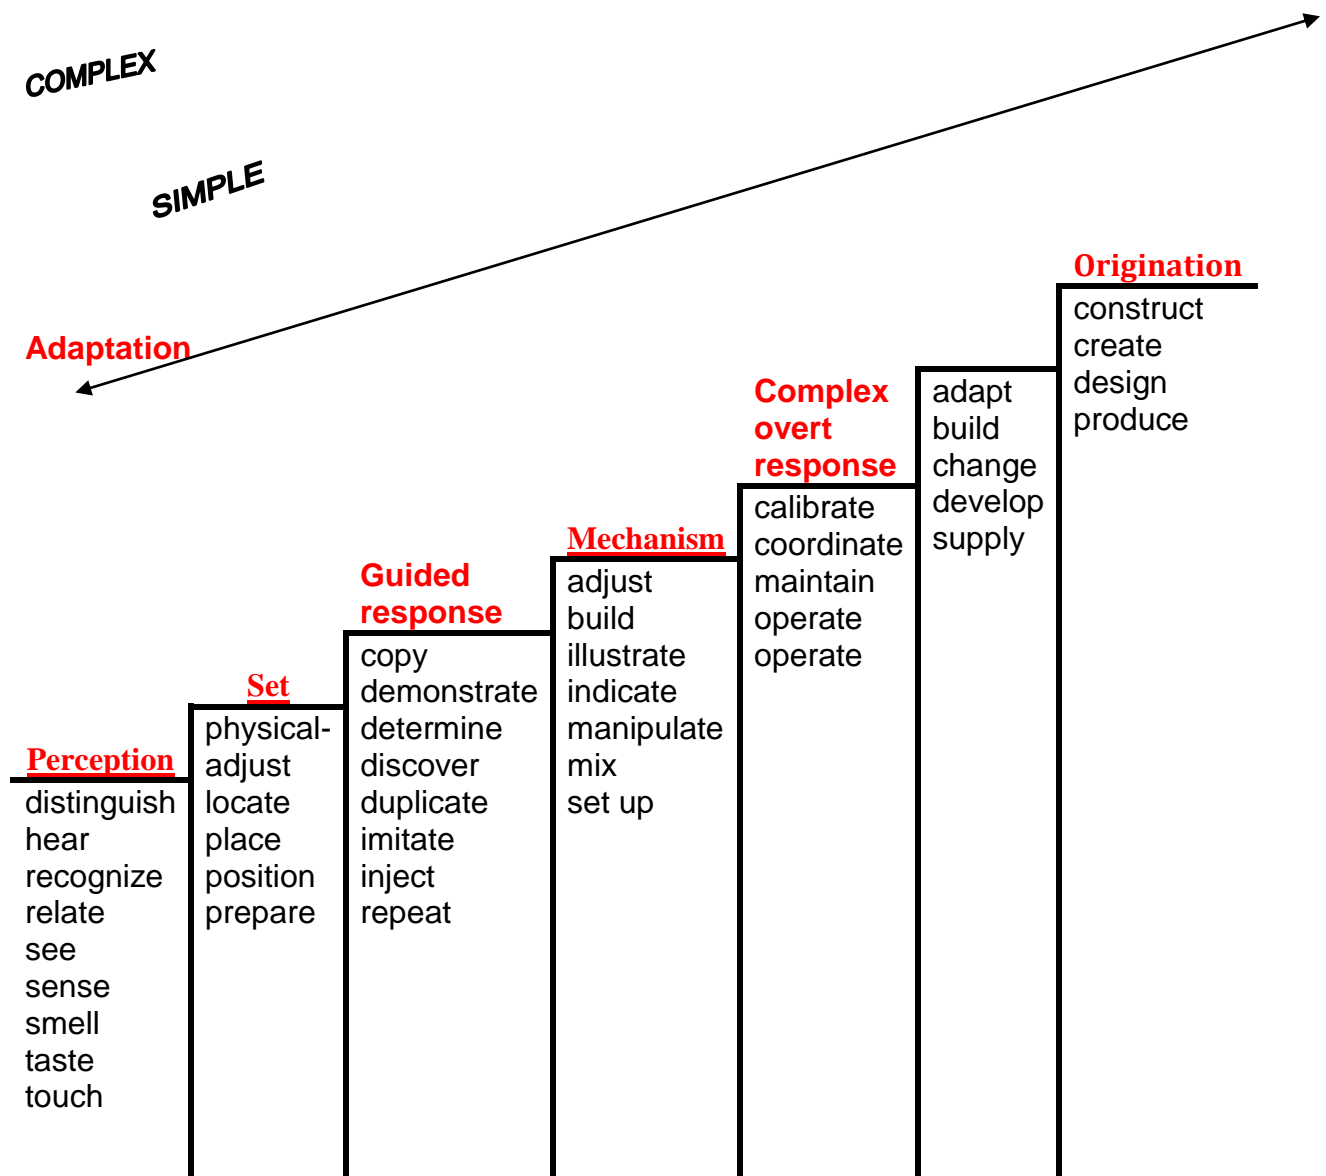 COMPLEX
SIMPLE
Adaptation
Perception
distinguish
hear
recognize
relate
see
sense
smell
taste
touch
Set
physical-
adjust
locate
place
position
prepare
Guided
response
copy
demonstrate
determine
discover
duplicate
imitate
inject
repeat
Mechanism
adjust
build
illustrate
indicate
manipulate
mix
set up
Complex
overt
response
calibrate
coordinate
maintain
operate
operate
adapt
build
change
develop
supply
Origination
construct
create
design
produce